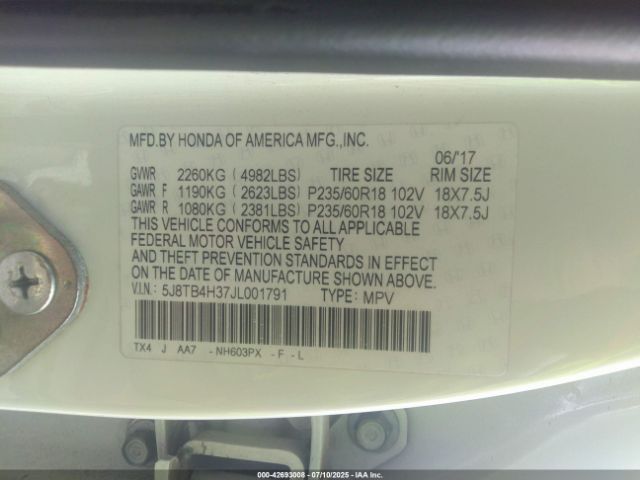 MFD.BY HONDA OF AMERICA MFG.,INC.
06/'17
GVWR 2260KG ( 4982LBS) TIRE SIZE RIM SIZE
GAWR F 1190KG ( 2623LBS) P235/60R18 102V 18X7.5J
GAWR R 1080KG ( 2381LBS) P235/60R18 102V 18X7.5J
THIS VEHICLE CONFORMS TO ALL APPLICABLE
FEDERAL MOTOR VEHICLE SAFETY
AND THEFT PREVENTION STANDARDS IN EFFECT
ON THE DATE OF MANUFACTURE SHOWN ABOVE.
V.I.N.: 5J8TB4H37JL001791 TYPE: MPV
TX4 J AA7 - NH603PX - F - L
000-42693008 - 07/10/2025 - IAA Inc.